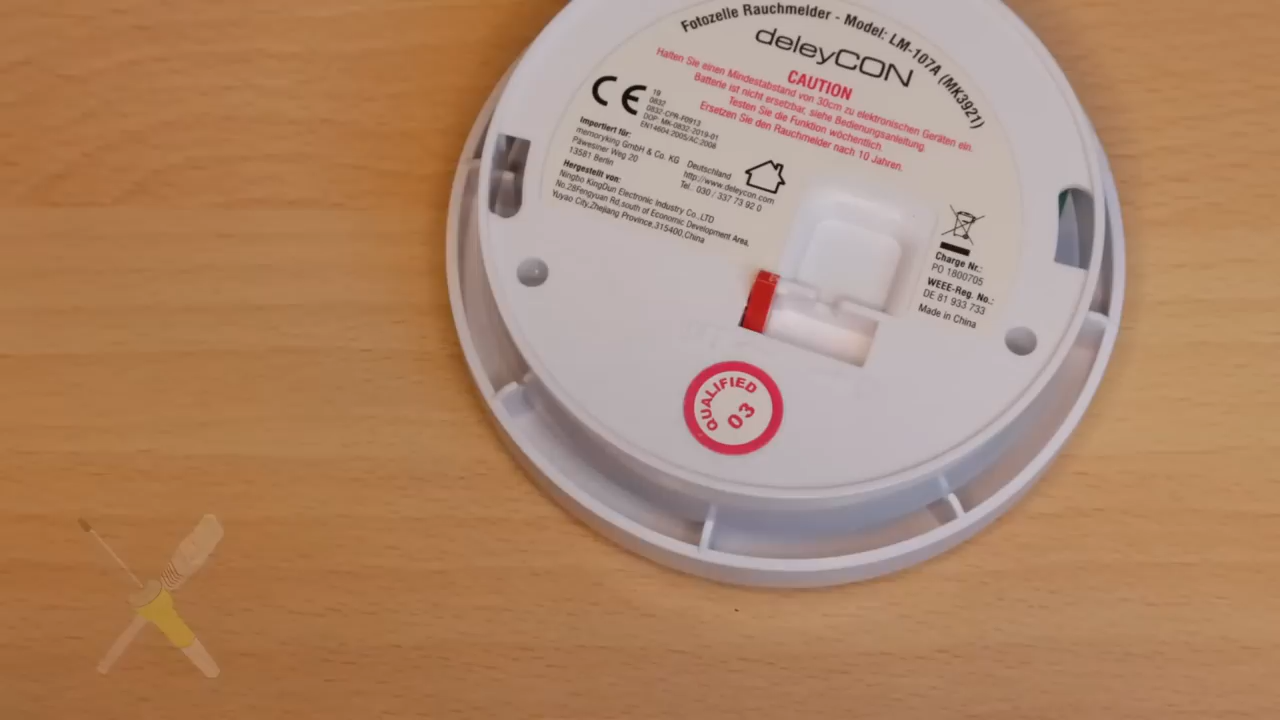 Fotozelle Rauchmelder - Model: LM-107A (MK3921)
deleyCON
CAUTION
Halten Sie einen Mindestabstand von 30cm zu elektronischen Geräten ein.
Batterie ist nicht ersetzbar, siehe Bedienungsanleitung.
Testen Sie die Funktion wöchentlich.
Ersetzen Sie den Rauchmelder nach 10 Jahren.
CE
19
0832
0832-CPR-F0913
DOP: MK-0832-2019-01
EN14604:2005/AC:2008
Importiert für:
memoryking GmbH & Co. KG
Pawesiner Weg 20
13581 Berlin
Deutschland
http://www.deleycon.com
Tel.: 030 / 337 73 92 0
Hergestellt von:
Ningbo KingDun Electronic Industry Co.,LTD
No.28Fengyuan Rd,south of Economic Development Area,
Yuyao City,Zhejiang Province,315400,China
Charge Nr.:
PO 1800705
WEEE-Reg. No.:
DE 81 933 733
Made in China
QUALIFIED
03